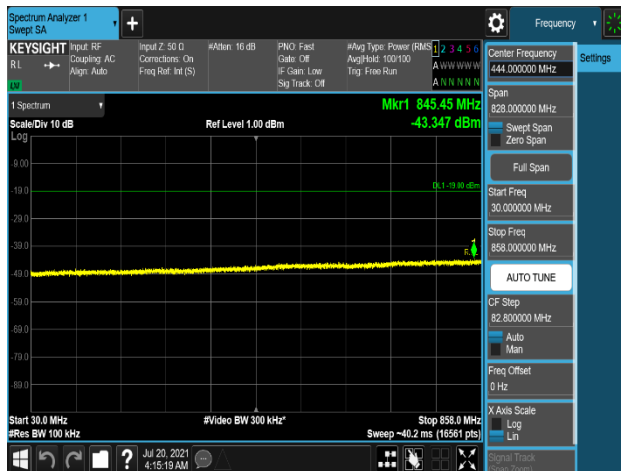 Spectrum Analyzer 1
Swept SA
Frequency
KEYSIGHT
Input: RF
Coupling: AC
Align: Auto
Input Z: 50 Ω
Corrections: On
Freq Ref: Int (S)
#Atten: 16 dB
PNO: Fast
Gate: Off
IF Gain: Low
Sig Track: Off
#Avg Type: Power (RMS
Avg|Hold: 100/100
Trig: Free Run
1 2 3 4 5 6
A W W W W W
A N N N N N
R L
Center Frequency
444.000000 MHz
Settings
Span
828.000000 MHz
Swept Span
Zero Span
Full Span
Start Freq
30.000000 MHz
Stop Freq
858.000000 MHz
AUTO TUNE
CF Step
82.800000 MHz
Auto
Man
Freq Offset
0 Hz
X Axis Scale
Log
Lin
Signal Track
(Span Zoom)
1 Spectrum
Scale/Div 10 dB
Log
Ref Level 1.00 dBm
Mkr1 845.45 MHz
-43.347 dBm
-9.00
DL1 -19.00 dBm
-19.0
-29.0
-39.0
-49.0
-59.0
-69.0
-79.0
-89.0
Start 30.0 MHz
#Res BW 100 kHz
#Video BW 300 kHz*
Stop 858.0 MHz
Sweep ~40.2 ms (16561 pts)
Jul 20, 2021
4:15:19 AM